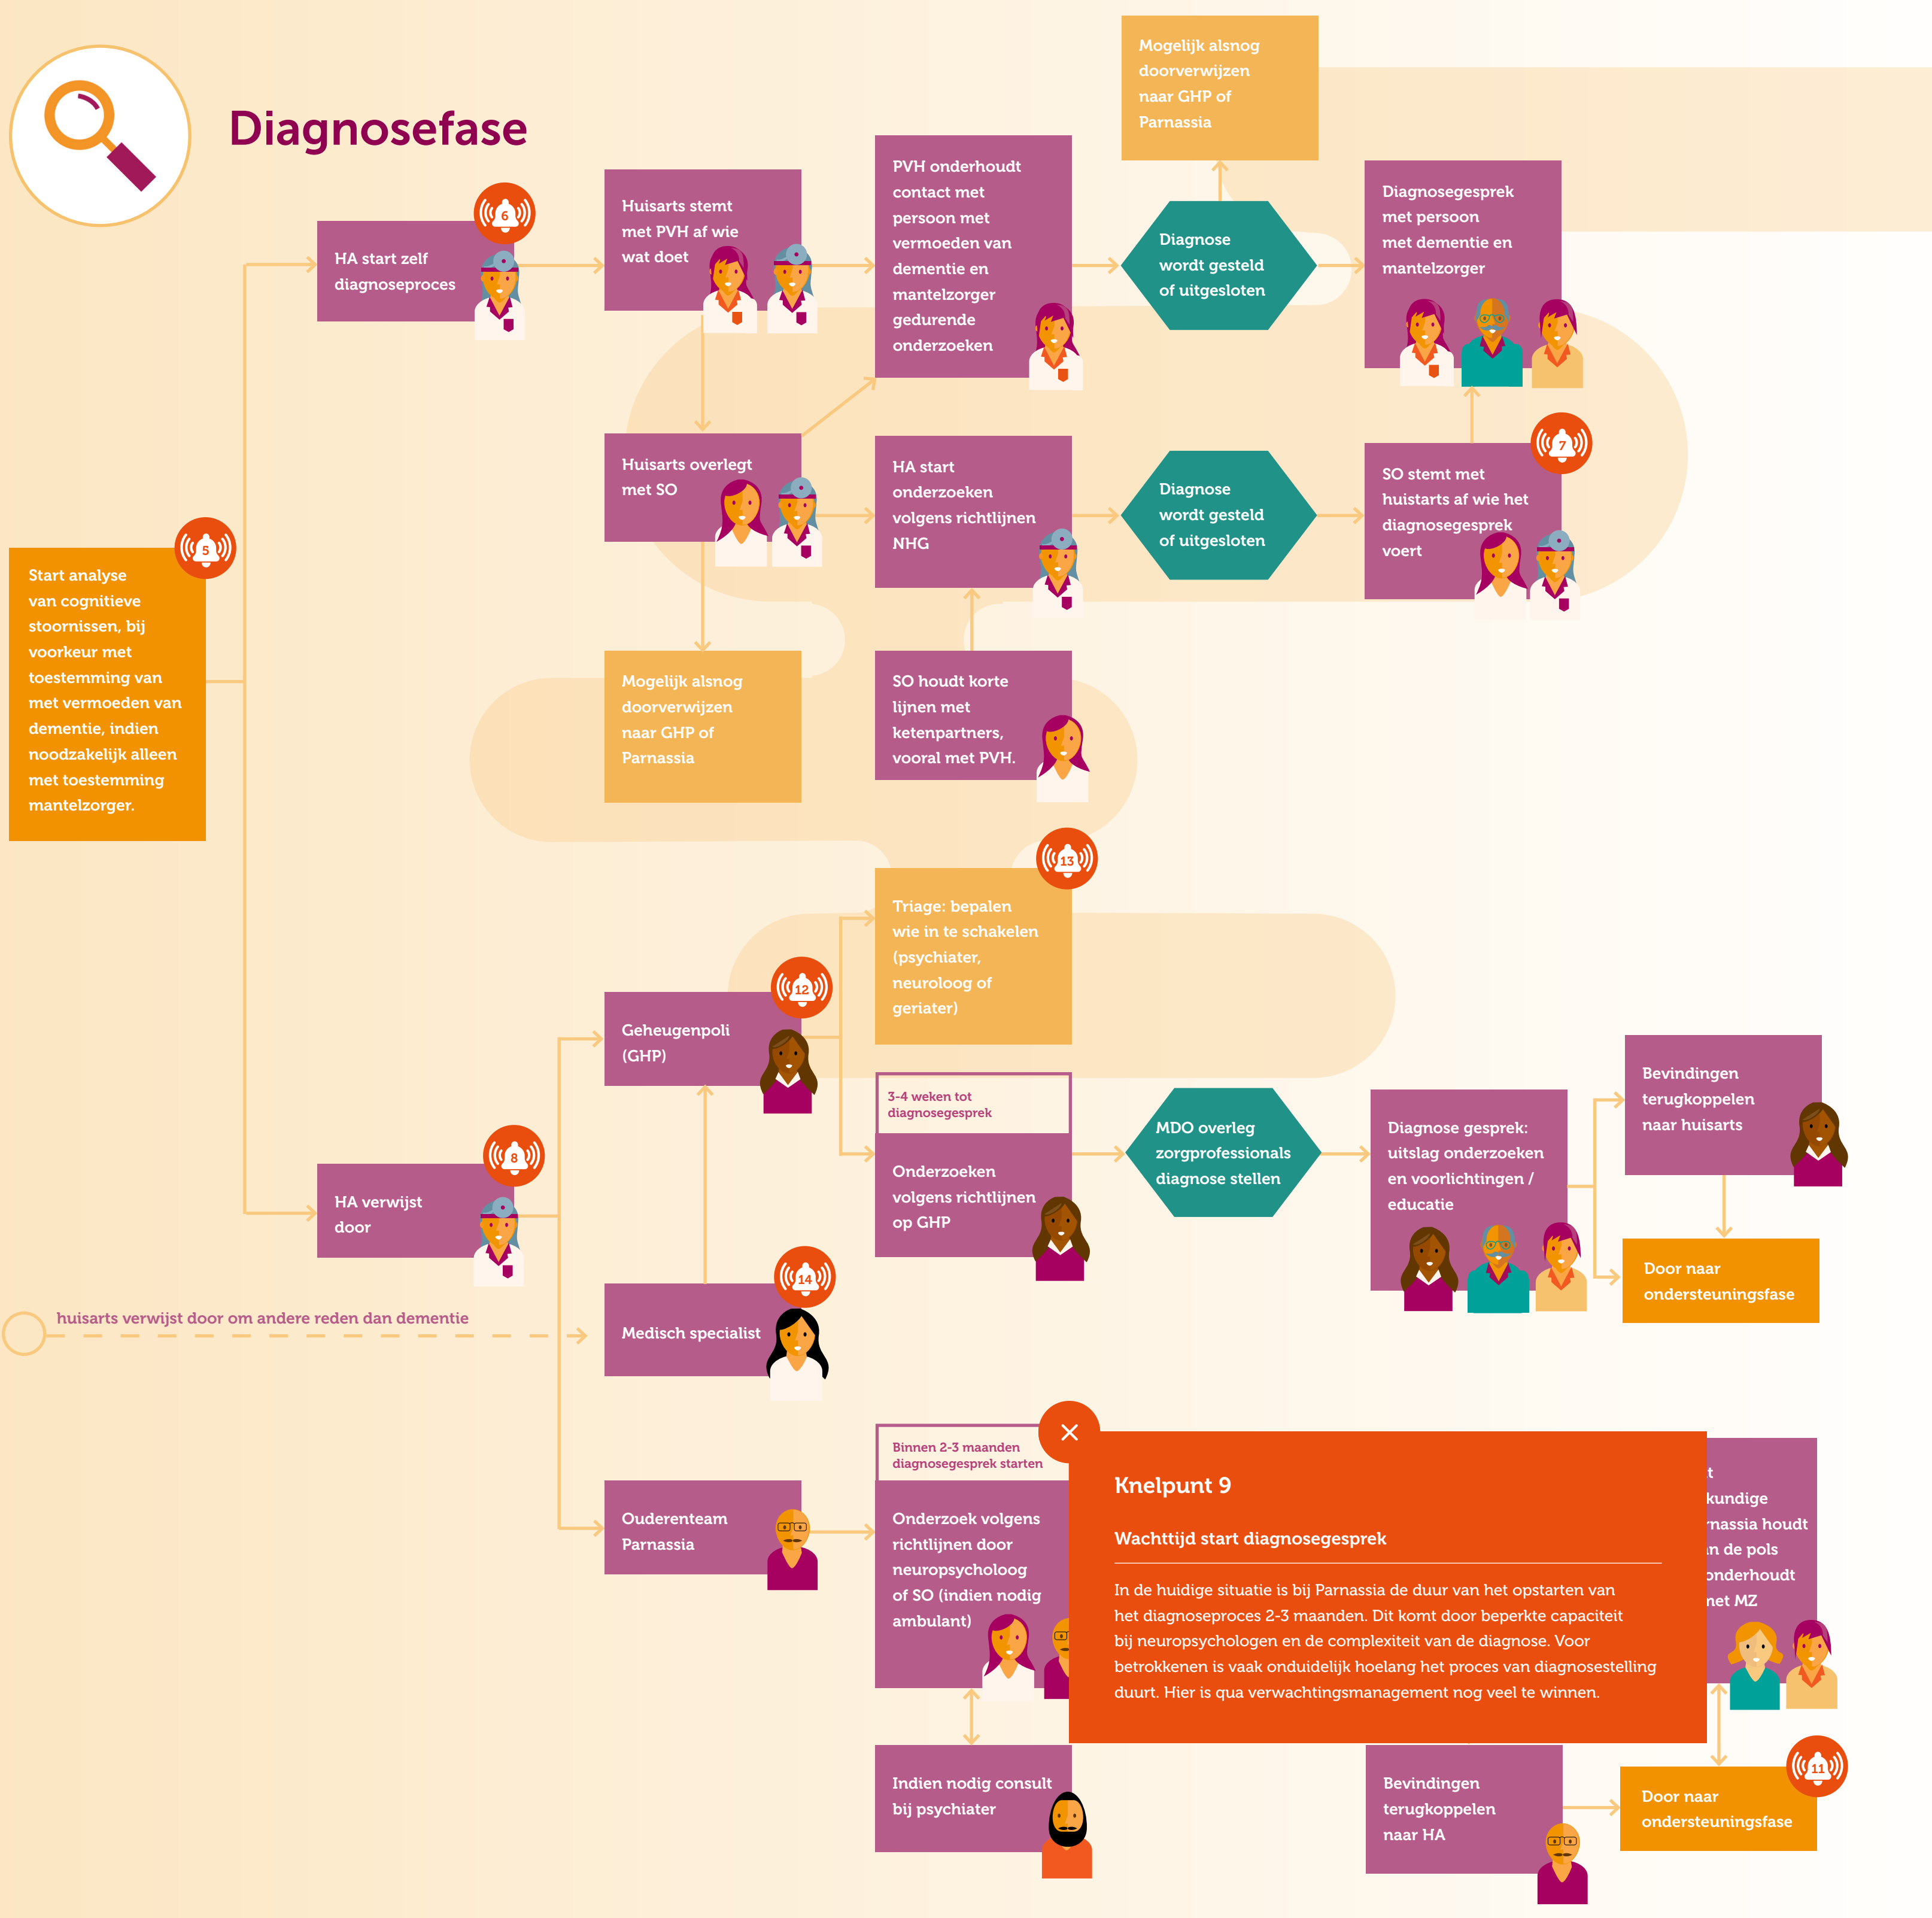 Diagnosefase
Mogelijk alsnog
doorverwijzen
naar GHP of
Parnassia
HA start zelf
diagnoseproces
6
Huisarts stemt
met PVH af wie
wat doet
PVH onderhoudt
contact met
persoon met
vermoeden van
dementie en
mantelzorger
gedurende
onderzoeken
Diagnose
wordt gesteld
of uitgesloten
Diagnosegesprek
met persoon
met dementie en
mantelzorger
Huisarts overlegt
met SO
HA start
onderzoeken
volgens richtlijnen
NHG
Diagnose
wordt gesteld
of uitgesloten
7
SO stemt met
huistarts af wie het
diagnosegesprek
voert
5
Start analyse
van cognitieve
stoornissen, bij
voorkeur met
toestemming van
met vermoeden van
dementie, indien
noodzakelijk alleen
met toestemming
mantelzorger.
Mogelijk alsnog
doorverwijzen
naar GHP of
Parnassia
SO houdt korte
lijnen met
ketenpartners,
vooral met PVH.
13
Triage: bepalen
wie in te schakelen
(psychiater,
neuroloog of
geriater)
12
Geheugenpoli
(GHP)
3-4 weken tot
diagnosegesprek
Onderzoeken
volgens richtlijnen
op GHP
MDO overleg
zorgprofessionals
diagnose stellen
Diagnose gesprek:
uitslag onderzoeken
en voorlichtingen /
educatie
Bevindingen
terugkoppelen
naar huisarts
Door naar
ondersteuningsfase
8
HA verwijst
door
huisarts verwijst door om andere reden dan dementie
14
Medisch specialist
Ouderenteam
Parnassia
Binnen 2-3 maanden
diagnosegesprek starten
Onderzoek volgens
richtlijnen door
neuropsycholoog
of SO (indien nodig
ambulant)
Knelpunt 9
Wachttijd start diagnosegesprek
In de huidige situatie is bij Parnassia de duur van het opstarten van
het diagnoseproces 2-3 maanden. Dit komt door beperkte capaciteit
bij neuropsychologen en de complexiteit van de diagnose. Voor
betrokkenen is vaak onduidelijk hoelang het proces van diagnosestelling
duurt. Hier is qua verwachtingsmanagement nog veel te winnen.
kundige
houdt
de pols
onderhoudt
MZ
Indien nodig consult
bij psychiater
Bevindingen
terugkoppelen
naar HA
11
Door naar
ondersteuningsfase